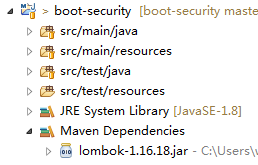 > boot-security [boot-security master
src/main/java
src/main/resources
src/test/java
src/test/resources
JRE System Library [JavaSE-1.8]
Maven Dependencies
lombok-1.16.18.jar - C:\Users\